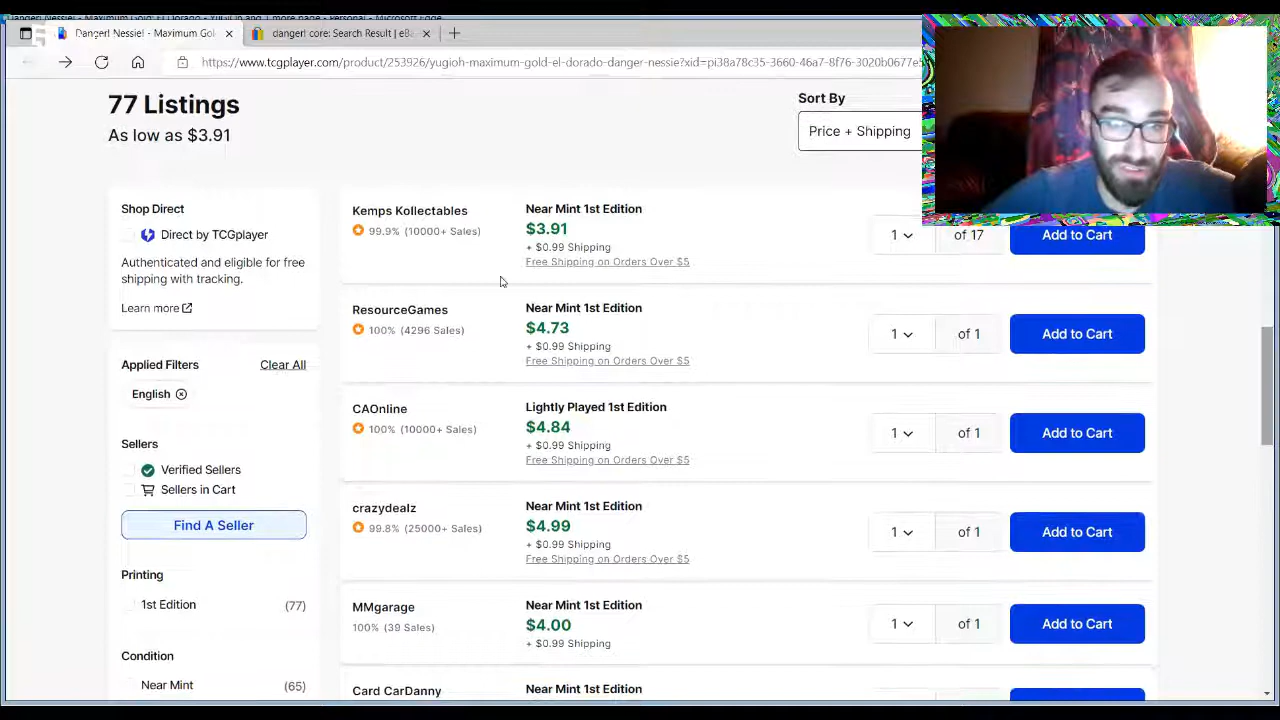 Danger! Nessie! - Maximum Gol
danger! core: Search Result | eBa
https://www.tcgplayer.com/product/253926/yugioh-maximum-gold-el-dorado-danger-nessie?xid=pi38a78c35-3660-46a7-8f76-3020b0677e5
77 Listings
As low as $3.91
Sort By
Price + Shipping
Shop Direct
Direct by TCGplayer
Authenticated and eligible for free
shipping with tracking.
Learn more
Applied Filters
Clear All
English
Sellers
Verified Sellers
Sellers in Cart
Find A Seller
Printing
1st Edition (77)
Condition
Near Mint (65)
Kemps Kollectables
99.9% (10000+ Sales)
Near Mint 1st Edition
$3.91
+ $0.99 Shipping
Free Shipping on Orders Over $5
1 of 17
Add to Cart
ResourceGames
100% (4296 Sales)
Near Mint 1st Edition
$4.73
+ $0.99 Shipping
Free Shipping on Orders Over $5
1 of 1
Add to Cart
CAOnline
100% (10000+ Sales)
Lightly Played 1st Edition
$4.84
+ $0.99 Shipping
Free Shipping on Orders Over $5
1 of 1
Add to Cart
crazydealz
99.8% (25000+ Sales)
Near Mint 1st Edition
$4.99
+ $0.99 Shipping
Free Shipping on Orders Over $5
1 of 1
Add to Cart
MMgarage
100% (39 Sales)
Near Mint 1st Edition
$4.00
+ $0.99 Shipping
1 of 1
Add to Cart
Card CarDanny
Near Mint 1st Edition